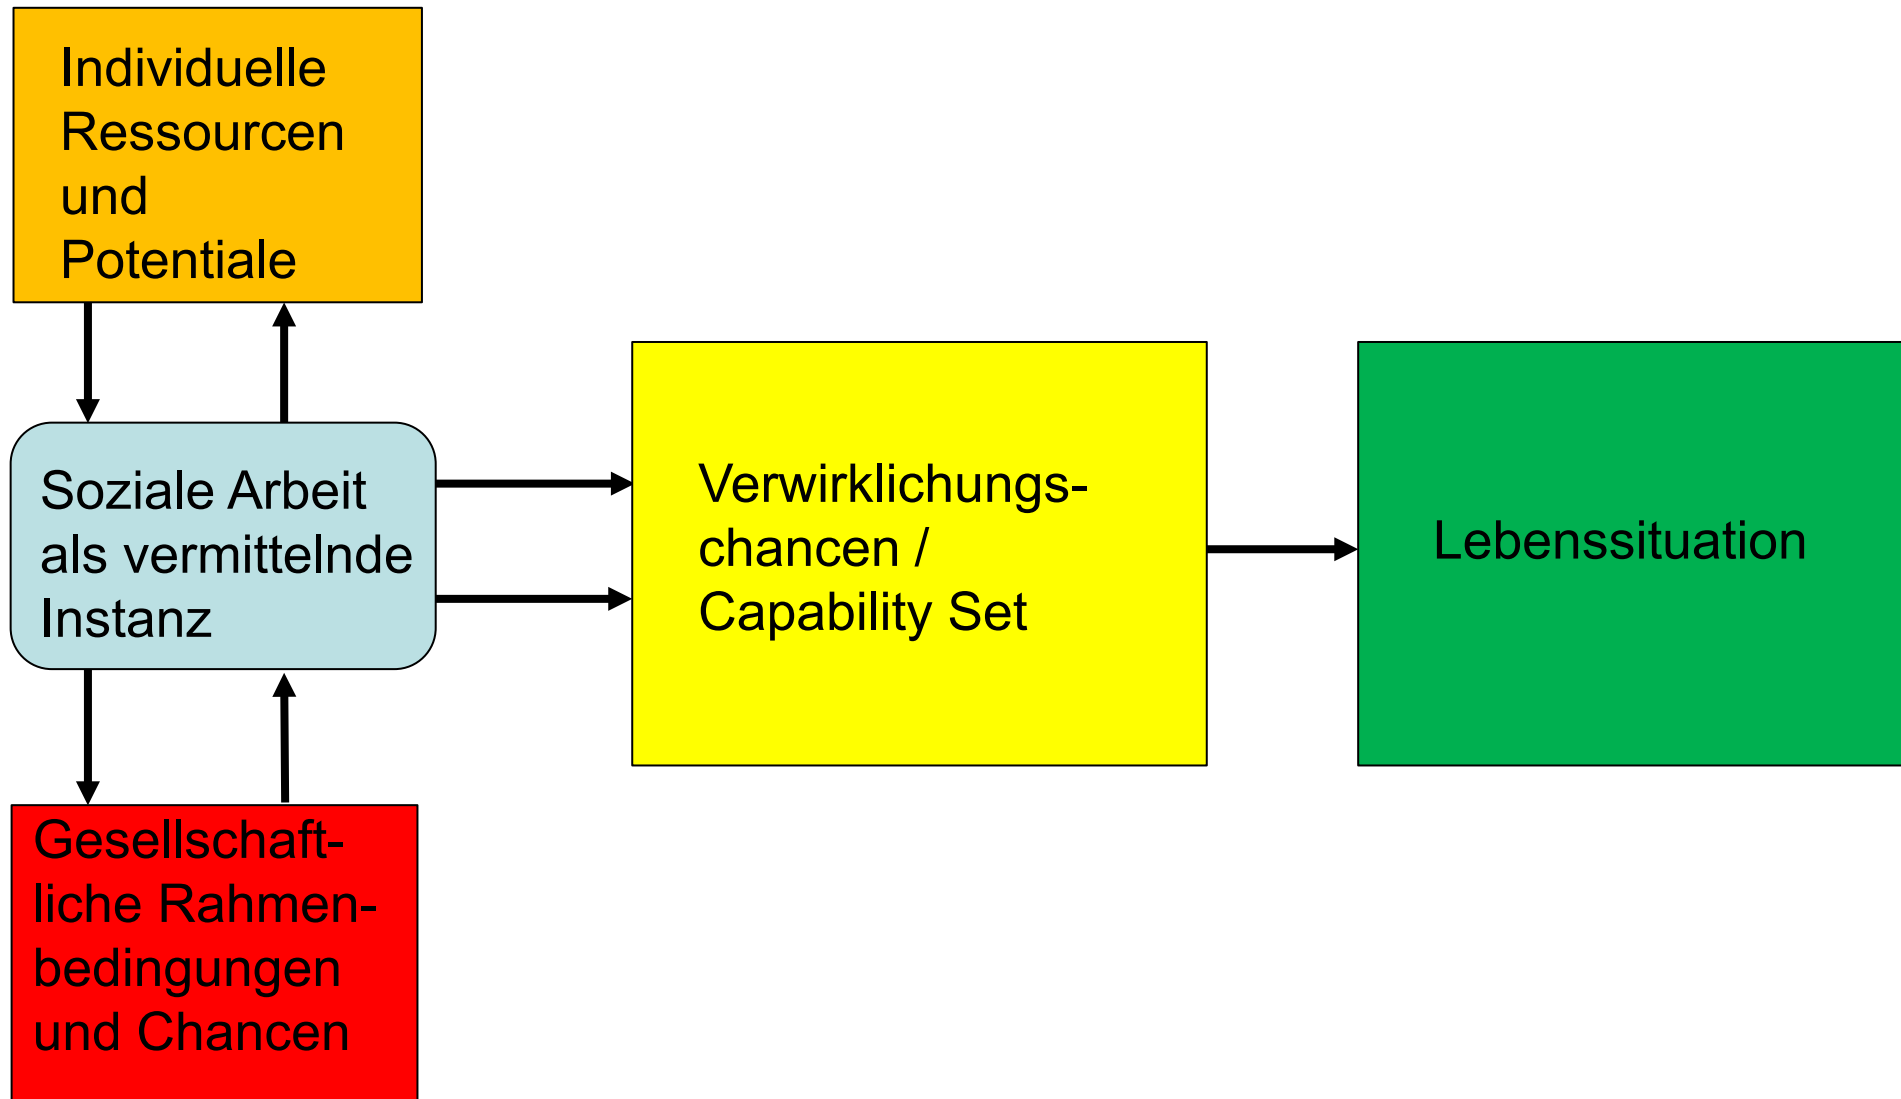 Individuelle
Ressourcen
und
Potentiale
Soziale Arbeit
als vermittelnde
Instanz
Verwirklichungs-
chancen /
Capability Set
Lebenssituation
Gesellschaft-
liche Rahmen-
bedingungen
und Chancen